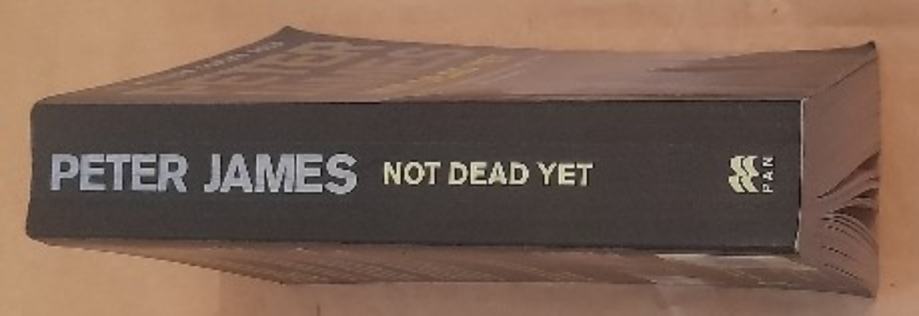 PETER JAMES NOT DEAD YET PAN